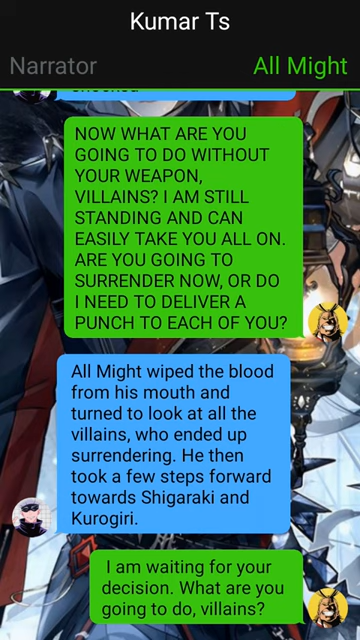 Kumar Ts
Narrator
All Might
NOW WHAT ARE YOU
GOING TO DO WITHOUT
YOUR WEAPON,
VILLAINS? I AM STILL
STANDING AND CAN
EASILY TAKE YOU ALL ON.
ARE YOU GOING TO
SURRENDER NOW, OR DO
I NEED TO DELIVER A
PUNCH TO EACH OF YOU?
All Might wiped the blood
from his mouth and
turned to look at all the
villains, who ended up
surrendering. He then
took a few steps forward
towards Shigaraki and
Kurogiri.
I am waiting for your
decision. What are you
going to do, villains?